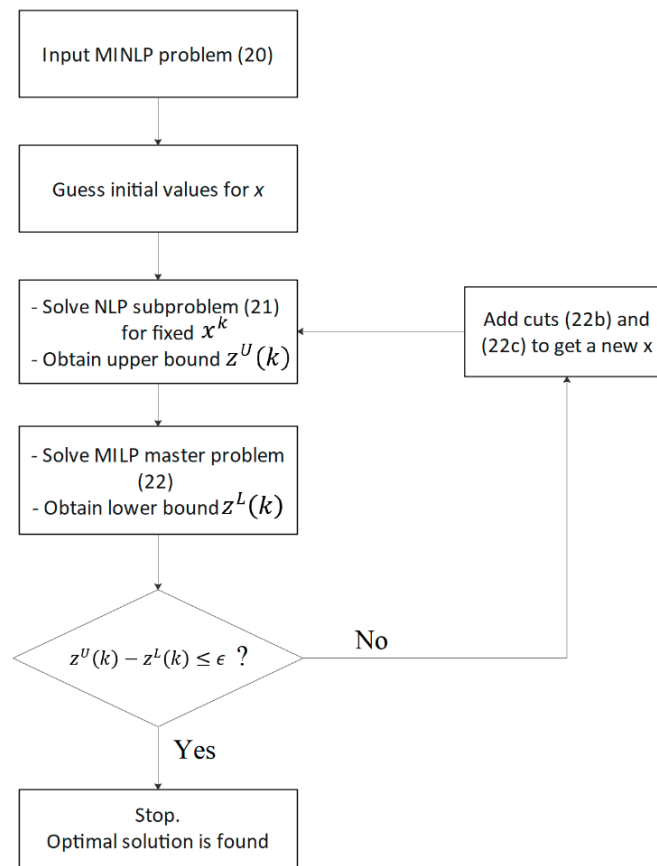 Input MINLP problem (20)
Guess initial values for x
- Solve NLP subproblem (21)
for fixed x^k
- Obtain upper bound z^U(k)
Add cuts (22b) and
(22c) to get a new x
- Solve MILP master problem
(22)
- Obtain lower bound z^L(k)
z^U(k) − z^L(k) ≤ ϵ ?
No
Yes
Stop.
Optimal solution is found